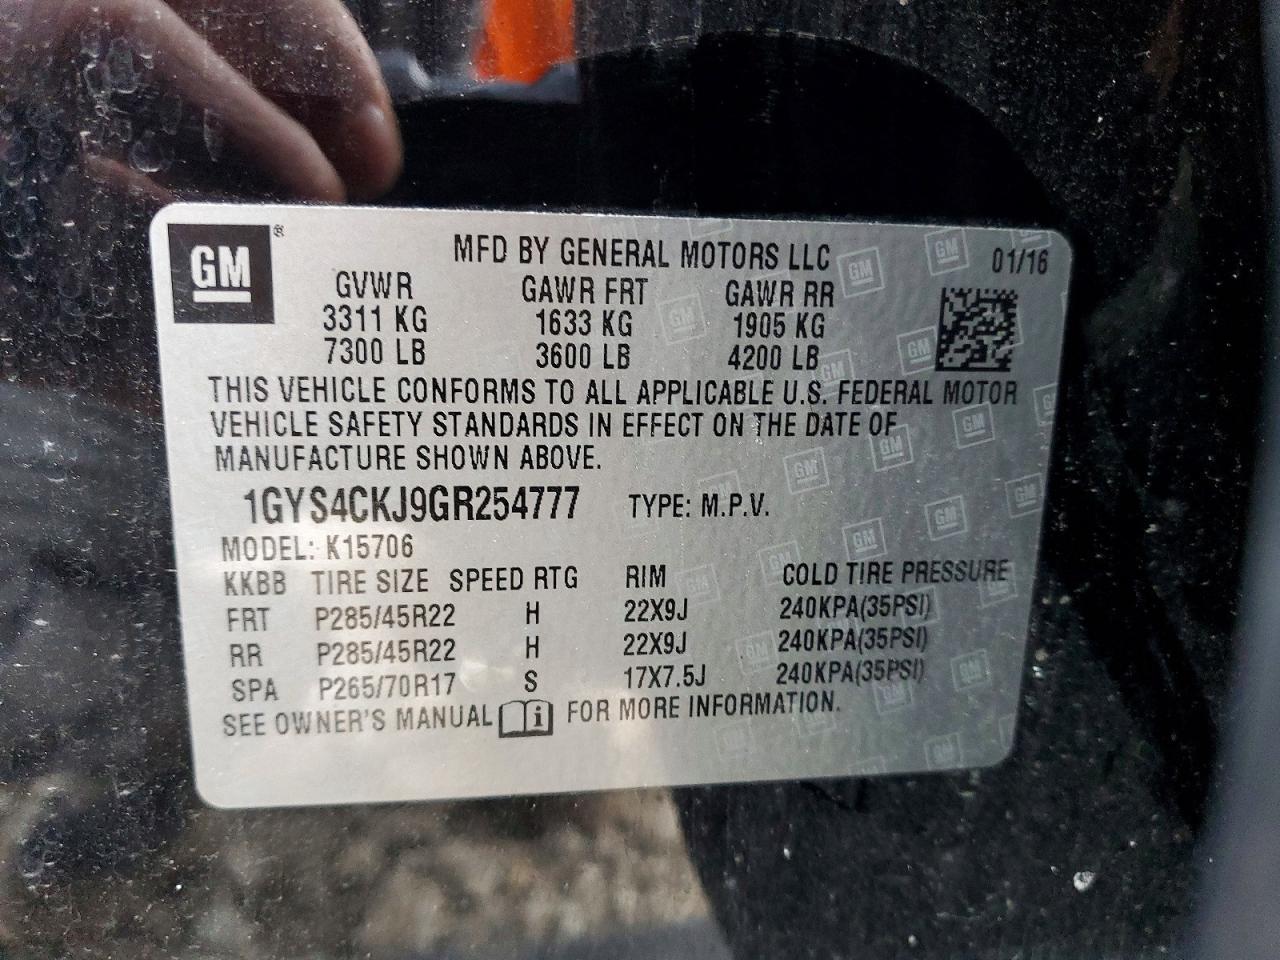 GM ®
MFD BY GENERAL MOTORS LLC 01/16
GVWR GAWR FRT GAWR RR
3311 KG 1633 KG 1905 KG
7300 LB 3600 LB 4200 LB
THIS VEHICLE CONFORMS TO ALL APPLICABLE U.S. FEDERAL MOTOR
VEHICLE SAFETY STANDARDS IN EFFECT ON THE DATE OF
MANUFACTURE SHOWN ABOVE.
1GYS4CKJ9GR254777 TYPE: M.P.V.
MODEL: K15706
KKBB TIRE SIZE SPEED RTG RIM COLD TIRE PRESSURE
FRT P285/45R22 H 22X9J 240KPA(35PSI)
RR P285/45R22 H 22X9J 240KPA(35PSI)
SPA P265/70R17 S 17X7.5J 240KPA(35PSI)
SEE OWNER'S MANUAL i FOR MORE INFORMATION.